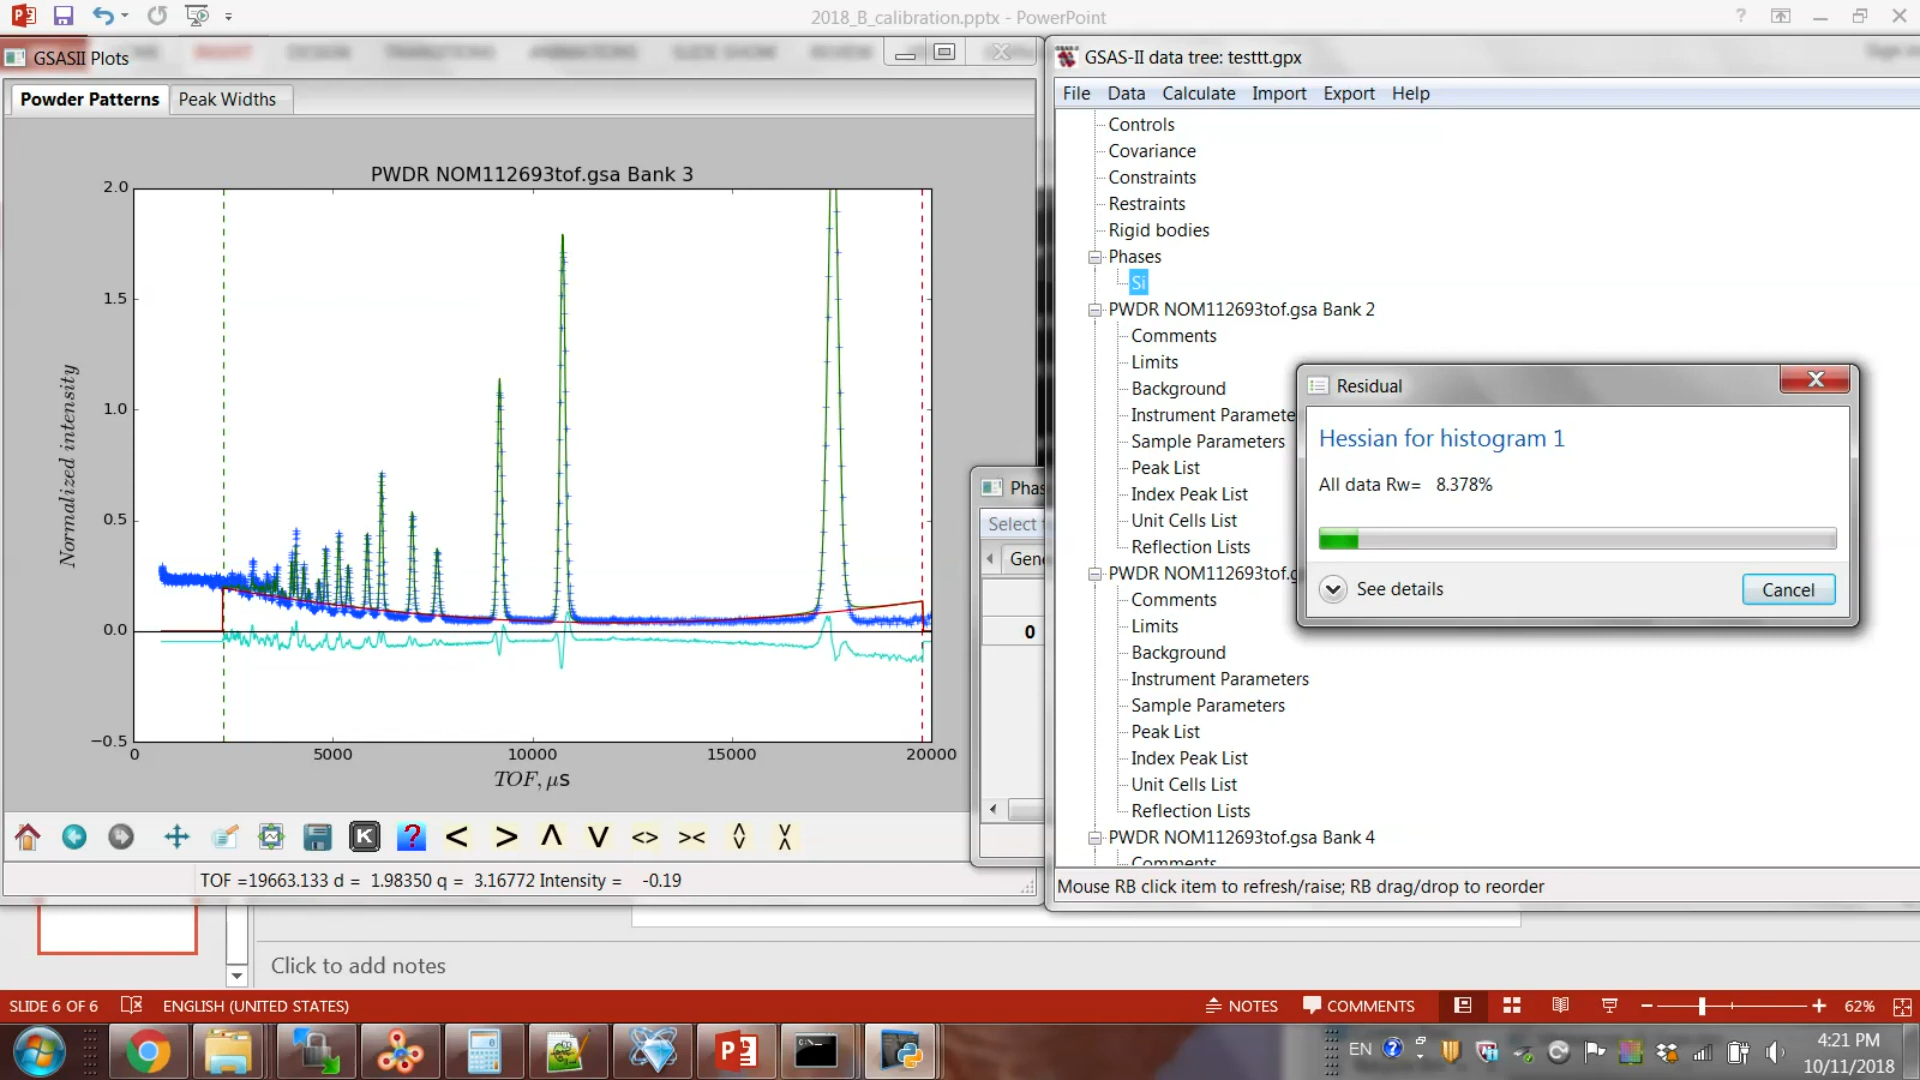 2018_B_calibration.pptx - PowerPoint
GSASII Plots
Powder Patterns
Peak Widths
PWDR NOM112693tof.gsa Bank 3
2.0
1.5
1.0
0.5
0.0
−0.5
Normalized intensity
0
5000
10000
15000
20000
TOF, μs
K
?
TOF =19663.133 d = 1.98350 q = 3.16772 Intensity = -0.19
Phas
Select t
Gene
0
GSAS-II data tree: testtt.gpx
File Data Calculate Import Export Help
Controls
Covariance
Constraints
Restraints
Rigid bodies
Phases
Si
PWDR NOM112693tof.gsa Bank 2
Comments
Limits
Background
Instrument Paramete
Sample Parameters
Peak List
Index Peak List
Unit Cells List
Reflection Lists
PWDR NOM112693tof.g
Comments
Limits
Background
Instrument Parameters
Sample Parameters
Peak List
Index Peak List
Unit Cells List
Reflection Lists
PWDR NOM112693tof.gsa Bank 4
Comments
Mouse RB click item to refresh/raise; RB drag/drop to reorder
Residual
Hessian for histogram 1
All data Rw= 8.378%
See details
Cancel
Click to add notes
SLIDE 6 OF 6
ENGLISH (UNITED STATES)
NOTES
COMMENTS
62%
EN
4:21 PM
10/11/2018